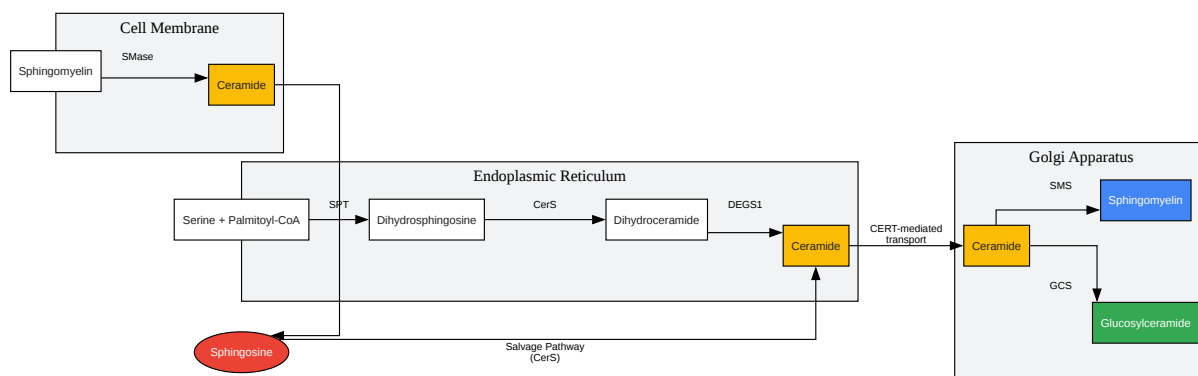 Cell Membrane
SMase
Sphingomyelin
Ceramide
Endoplasmic Reticulum
Serine + Palmitoyl-CoA
SPT
Dihydrosphingosine
CerS
Dihydroceramide
DEGS1
Ceramide
CERT-mediated
transport
Golgi Apparatus
SMS
Sphingomyelin
Ceramide
GCS
Glucosylceramide
Sphingosine
Salvage Pathway
(CerS)